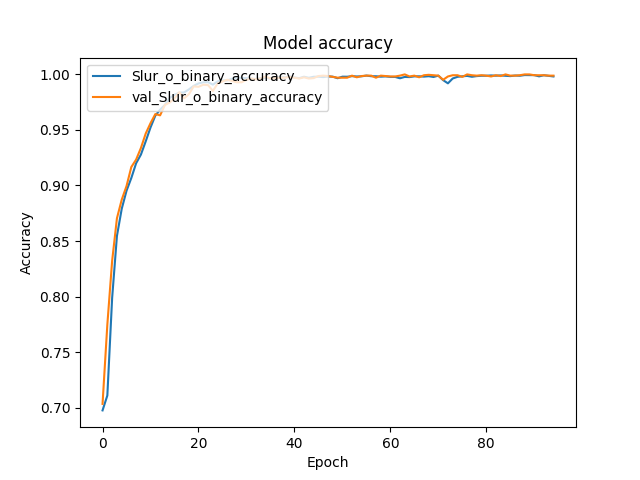 Model accuracy
1.00
0.95
0.90
0.85
0.80
0.75
0.70
Accuracy
Slur_o_binary_accuracy
val_Slur_o_binary_accuracy
0 20 40 60 80
Epoch